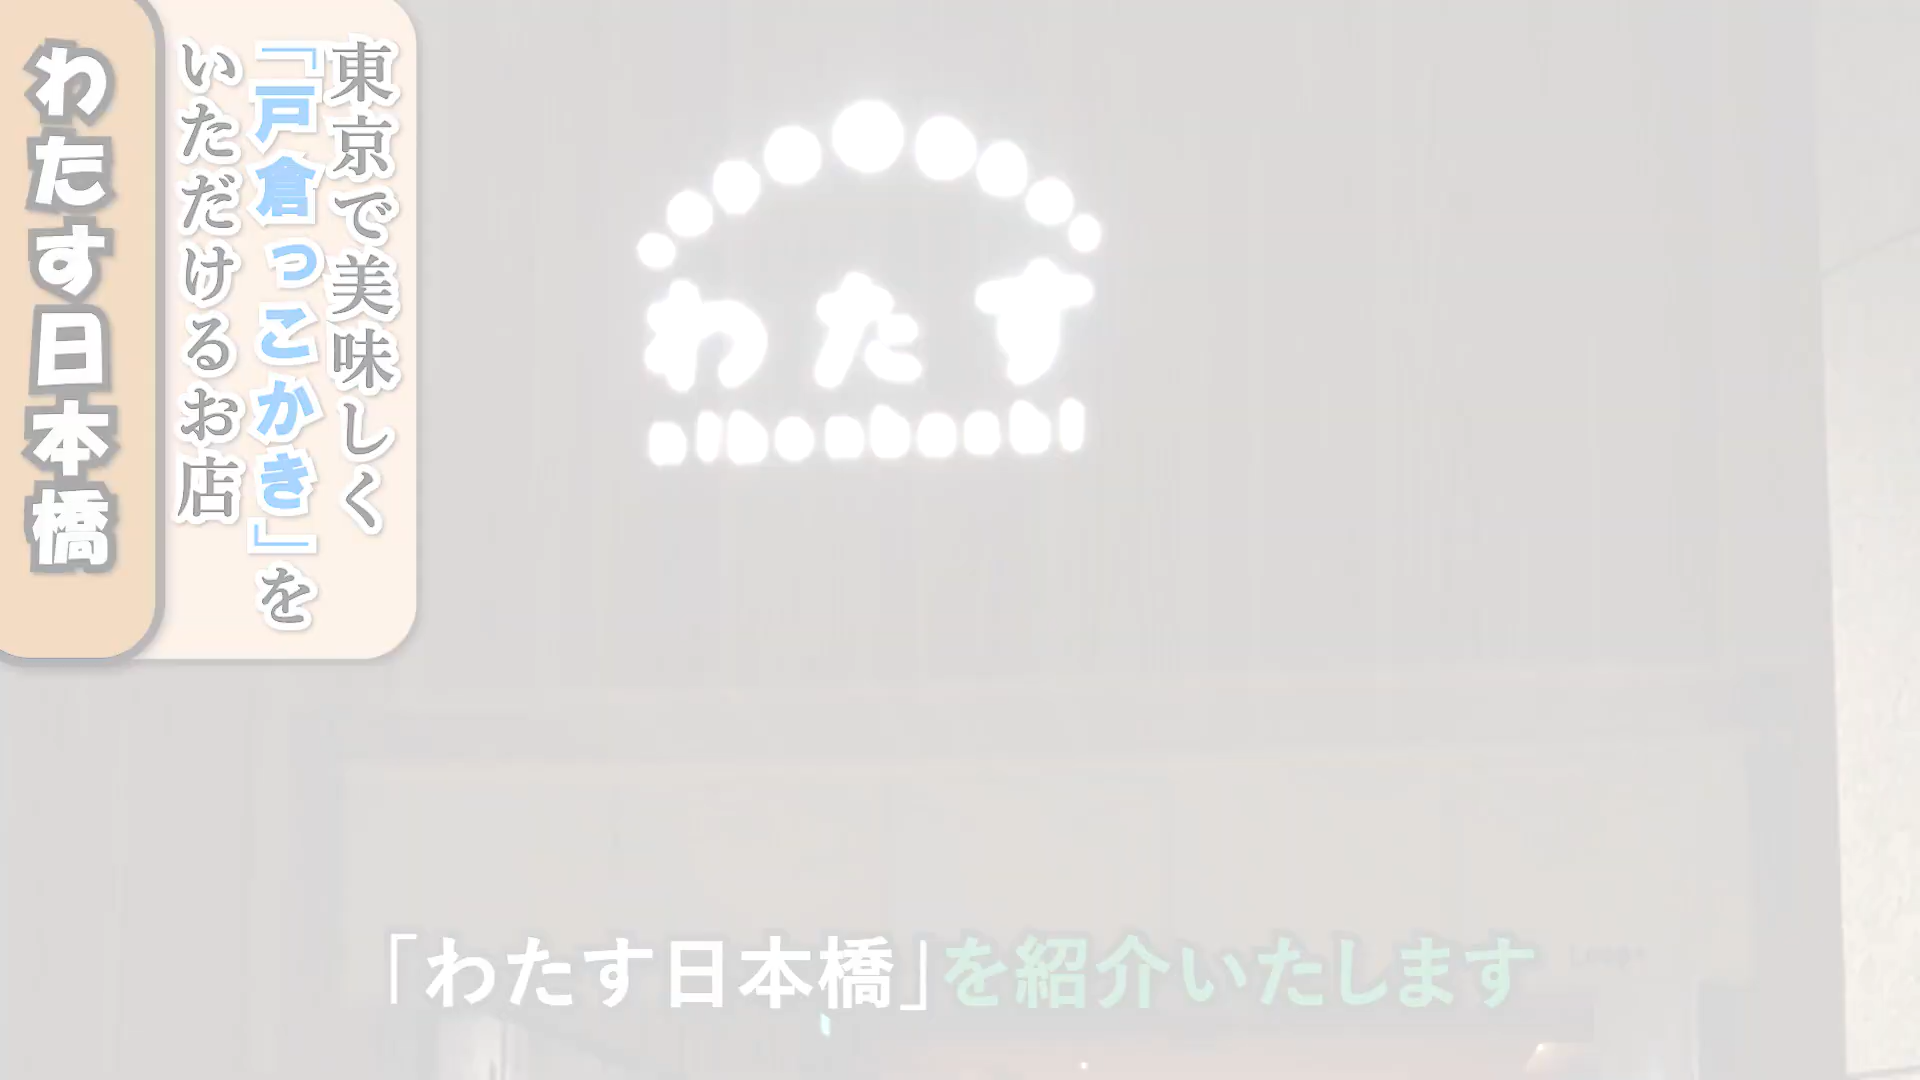 東京で美味しく
「戸倉っこかき」を
いただけるお店
わたす日本橋
わたす
nihonbashi
「わたす日本橋」を紹介いたします